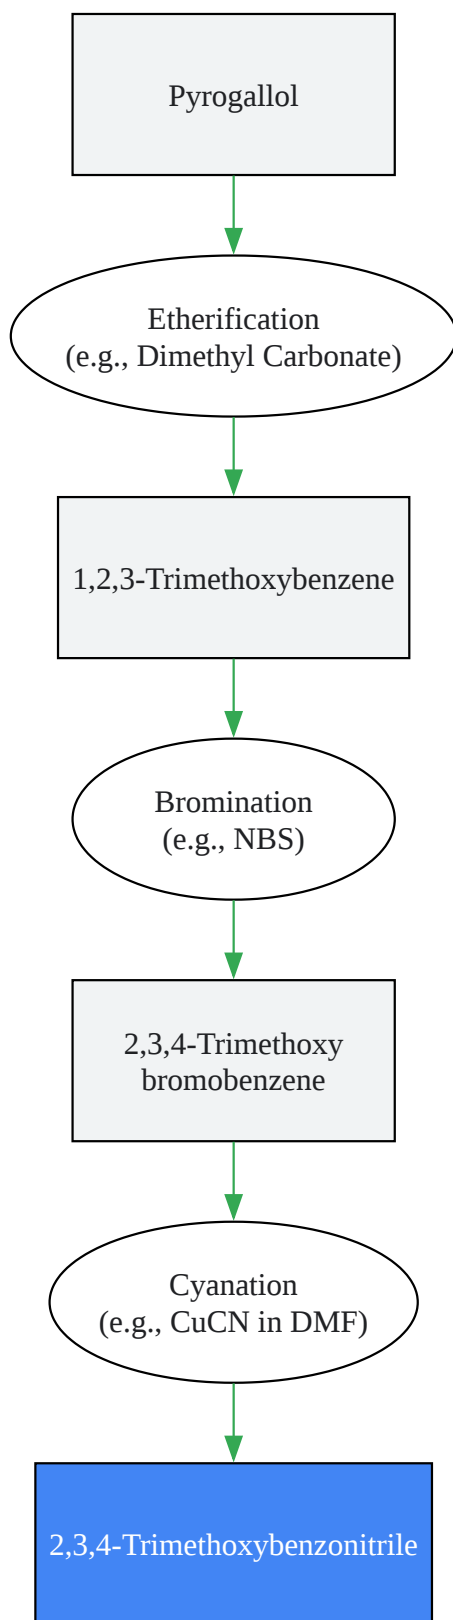 Pyrogallol
Etherification
(e.g., Dimethyl Carbonate)
1,2,3-Trimethoxybenzene
Bromination
(e.g., NBS)
2,3,4-Trimethoxy
bromobenzene
Cyanation
(e.g., CuCN in DMF)
2,3,4-Trimethoxybenzonitrile